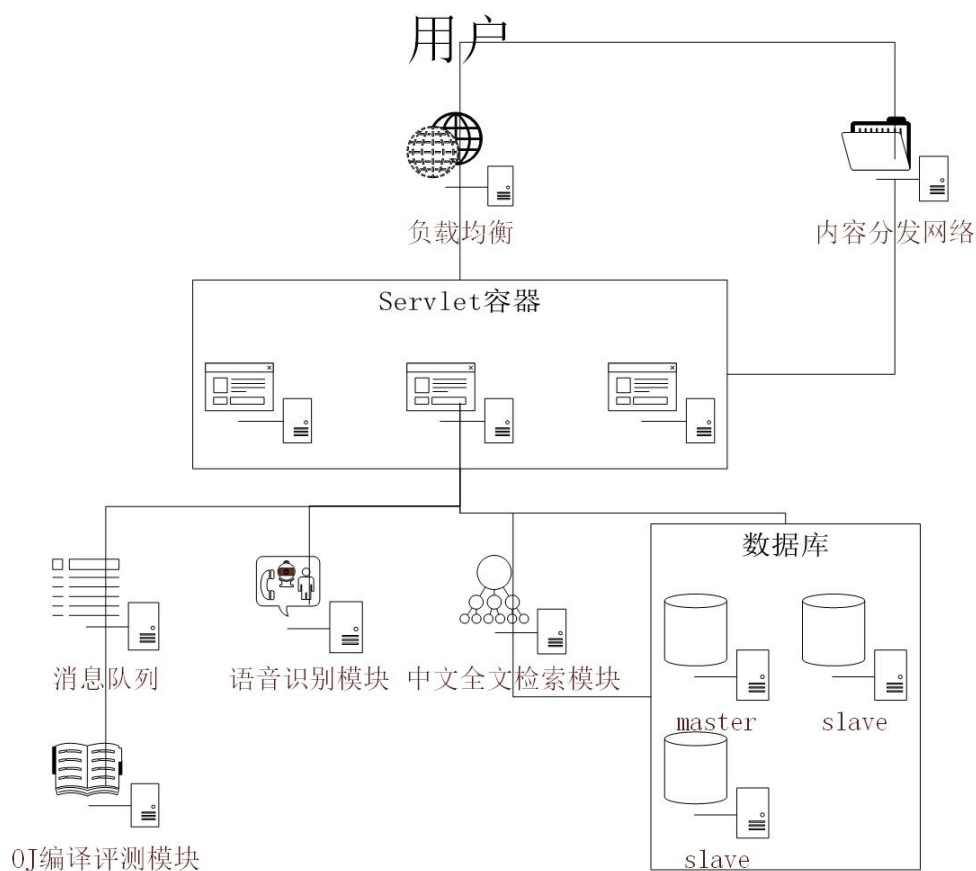 用户
负载均衡
内容分发网络
Servlet容器
数据库
消息队列
语音识别模块
中文全文检索模块
master
slave
OJ编译评测模块
slave